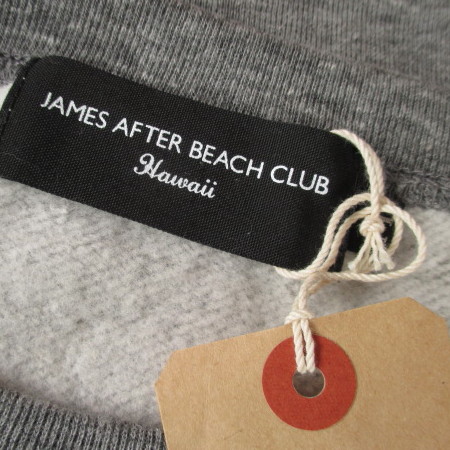 JAMES AFTER BEACH CLUB
Hawaii